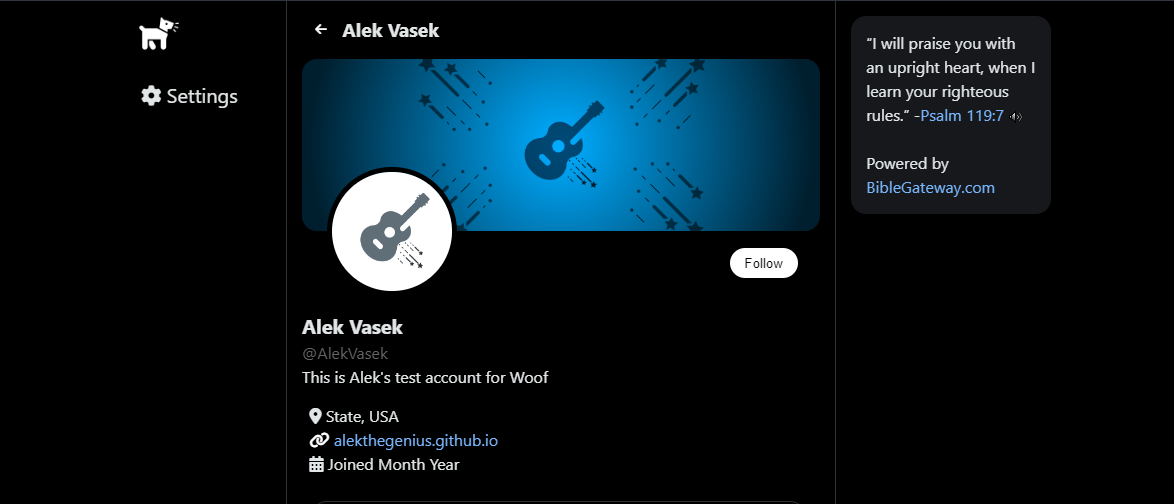 Settings
Alek Vasek
Follow
Alek Vasek
@AlekVasek
This is Alek's test account for Woof
State, USA
alekthegenius.github.io
Joined Month Year
“I will praise you with
an upright heart, when I
learn your righteous
rules.” -Psalm 119:7
Powered by
BibleGateway.com